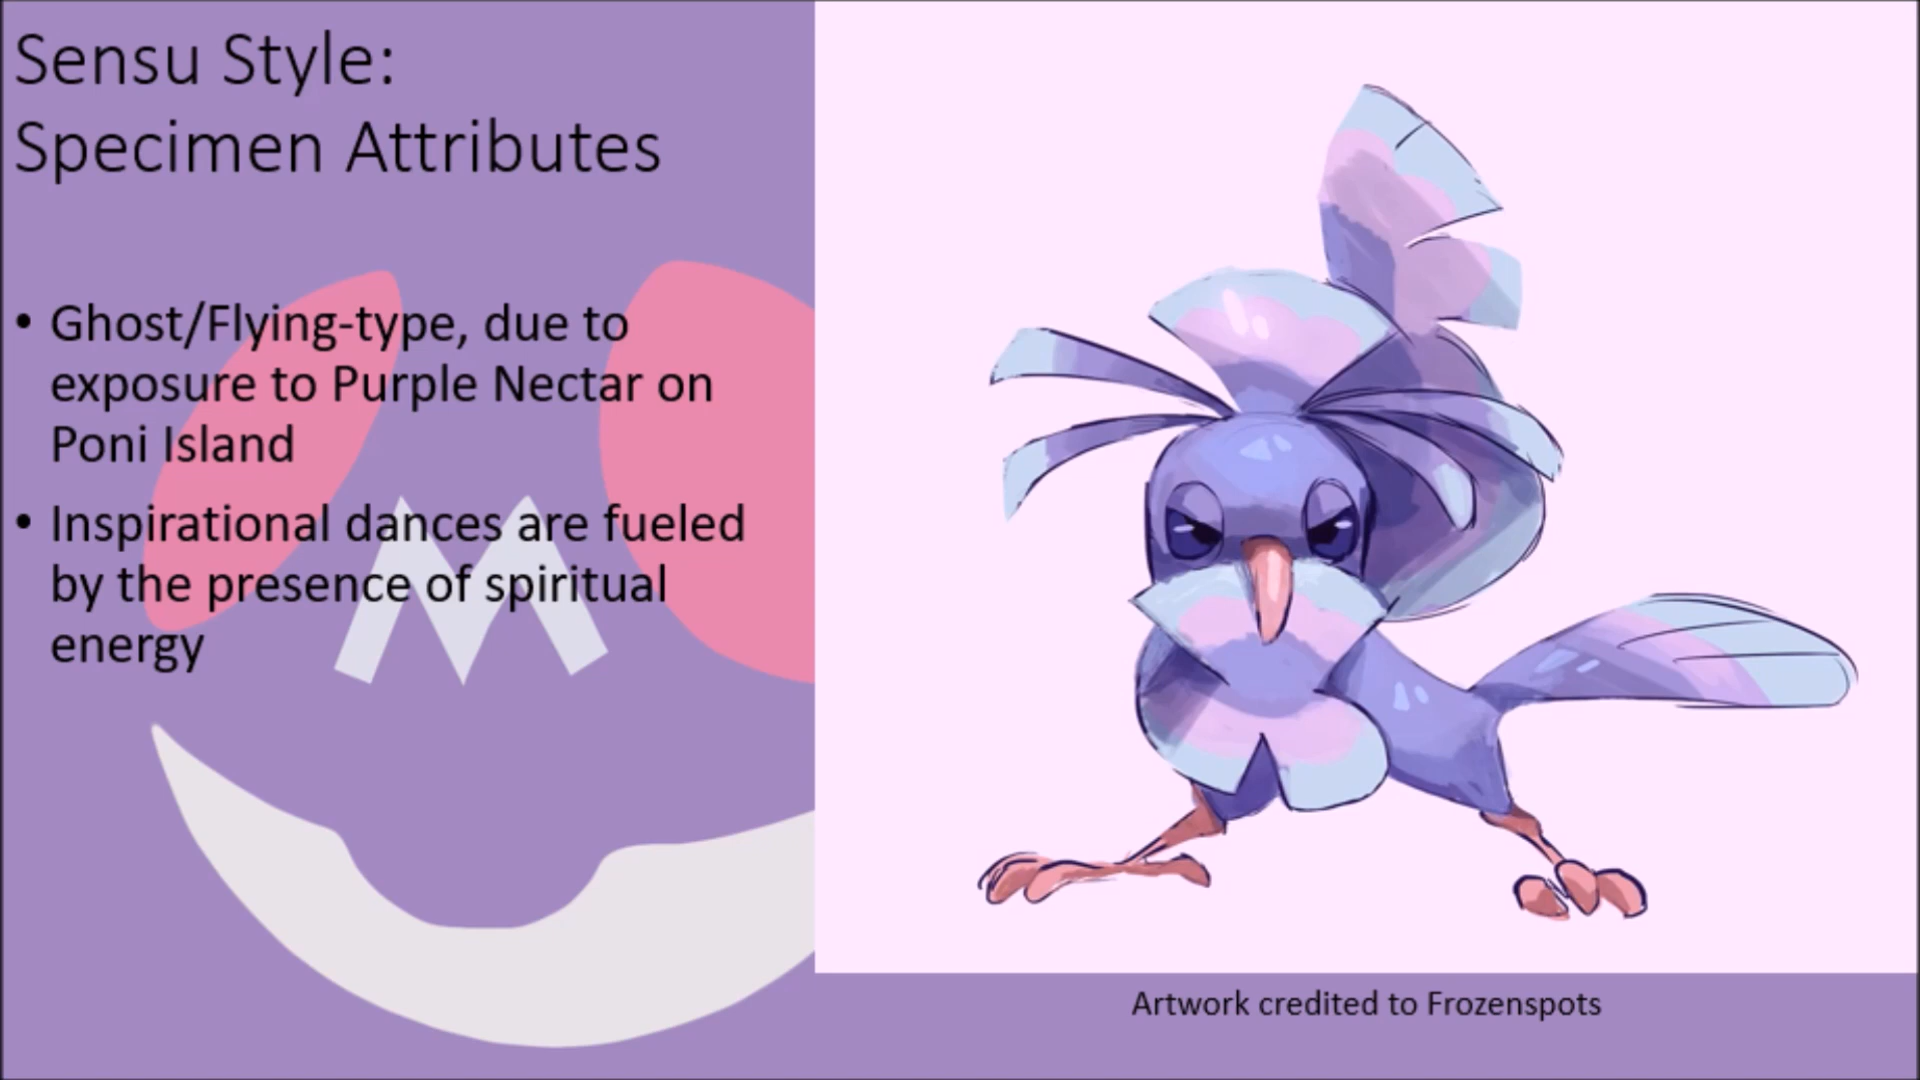 Sensu Style:
Specimen Attributes
• Ghost/Flying-type, due to
exposure to Purple Nectar on
Poni Island
• Inspirational dances are fueled
by the presence of spiritual
energy
M
Artwork credited to Frozenspots